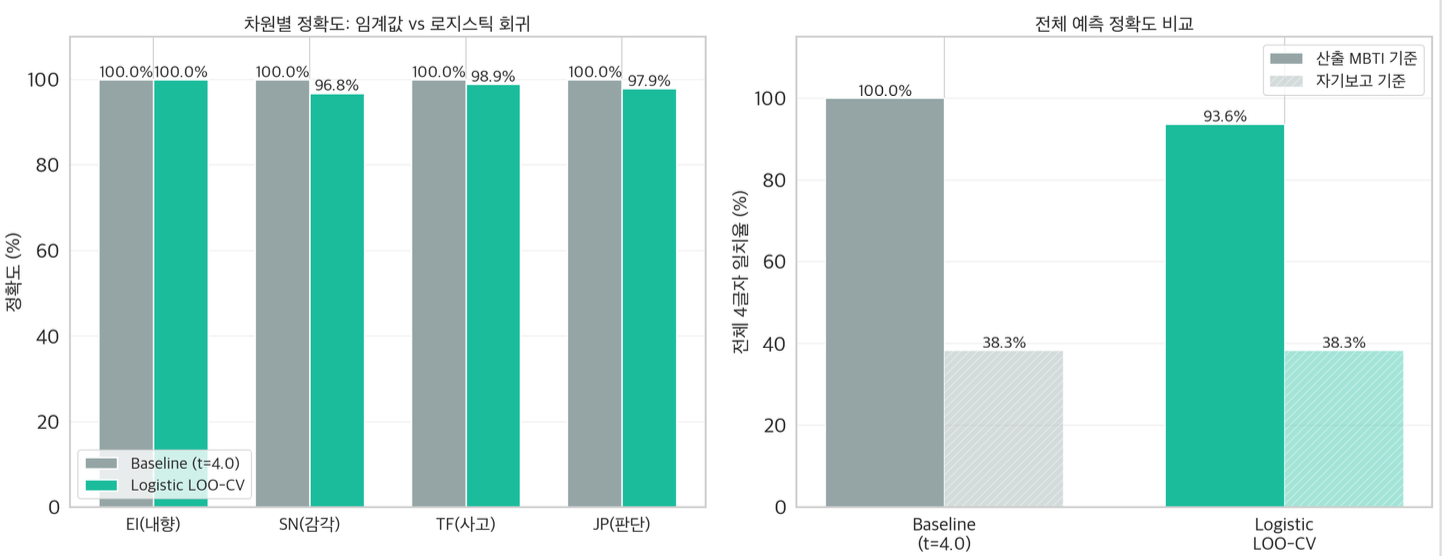 차원별 정확도: 임계값 vs 로지스틱 회귀
정확도 (%)
100
80
60
40
20
0
100.0%
100.0%
100.0%
96.8%
100.0%
98.9%
100.0%
97.9%
Baseline (t=4.0)
Logistic LOO-CV
EI(내향)
SN(감각)
TF(사고)
JP(판단)
전체 예측 정확도 비교
전체 4글자 일치율 (%)
100
80
60
40
20
0
산출 MBTI 기준
자기보고 기준
100.0%
38.3%
93.6%
38.3%
Baseline
(t=4.0)
Logistic
LOO-CV